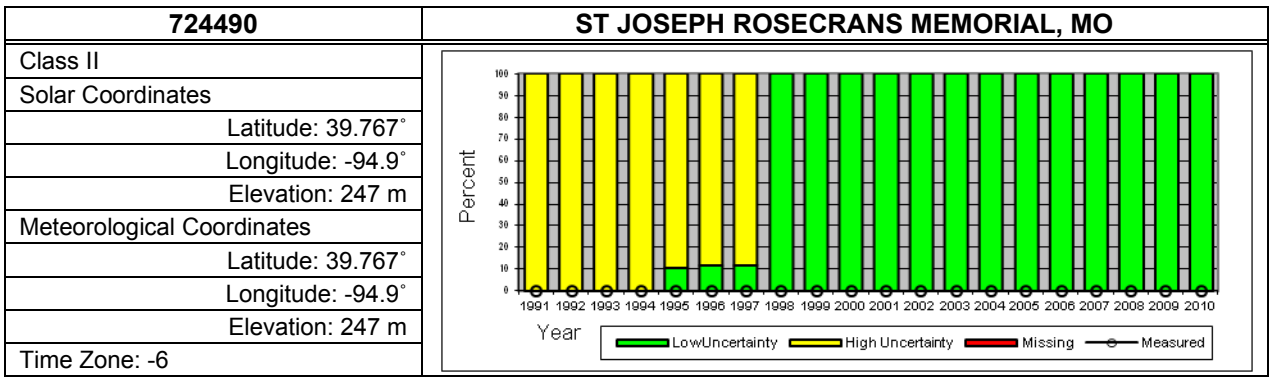 724490
ST JOSEPH ROSECRANS MEMORIAL, MO
Class II
Solar Coordinates
Latitude: 39.767˚
Longitude: -94.9˚
Elevation: 247 m
Meteorological Coordinates
Latitude: 39.767˚
Longitude: -94.9˚
Elevation: 247 m
Time Zone: -6
Percent
100
90
80
70
60
50
40
30
20
10
0
1991 1992 1993 1994 1995 1996 1997 1998 1999 2000 2001 2002 2003 2004 2005 2006 2007 2008 2009 2010
Year
LowUncertainty High Uncertainty Missing Measured